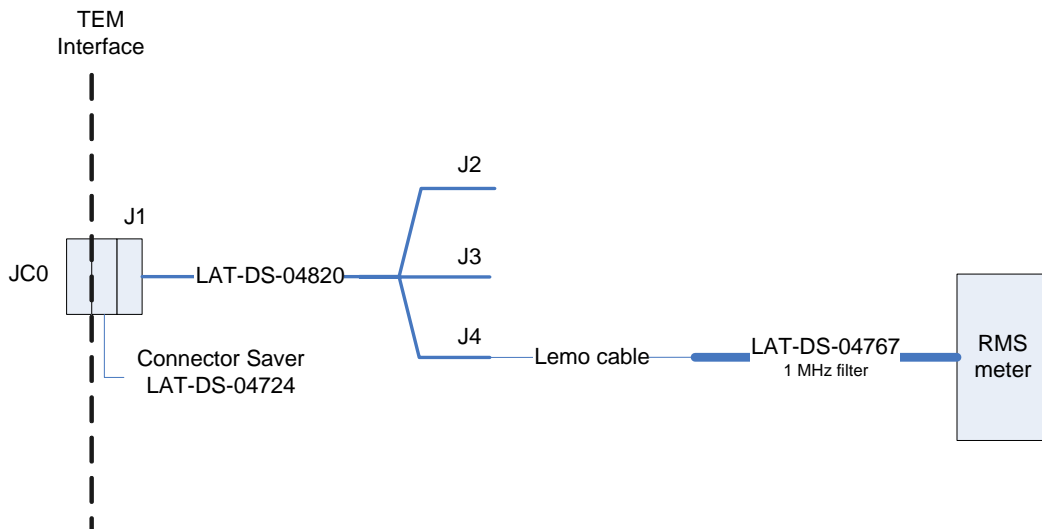 TEM
Interface
J2
J1
J3
JC0
LAT-DS-04820
J4
Connector Saver
LAT-DS-04724
Lemo cable
LAT-DS-04767
1 MHz filter
RMS
meter